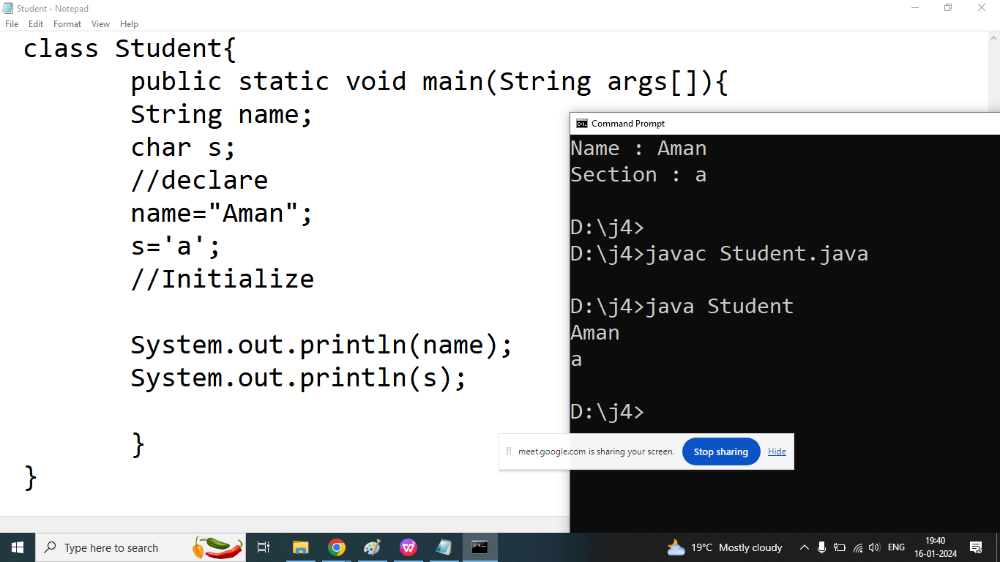 Student - Notepad
File Edit Format View Help
class Student{
public static void main(String args[]){
String name;
char s;
//declare
name="Aman";
s='a';
//Initialize
System.out.println(name);
System.out.println(s);
}
}
Command Prompt
Name : Aman
Section : a
D:\j4>
D:\j4>javac Student.java
D:\j4>java Student
Aman
a
D:\j4>
meet.google.com is sharing your screen. Stop sharing Hide
Type here to search
19°C Mostly cloudy
ENG
19:40
16-01-2024